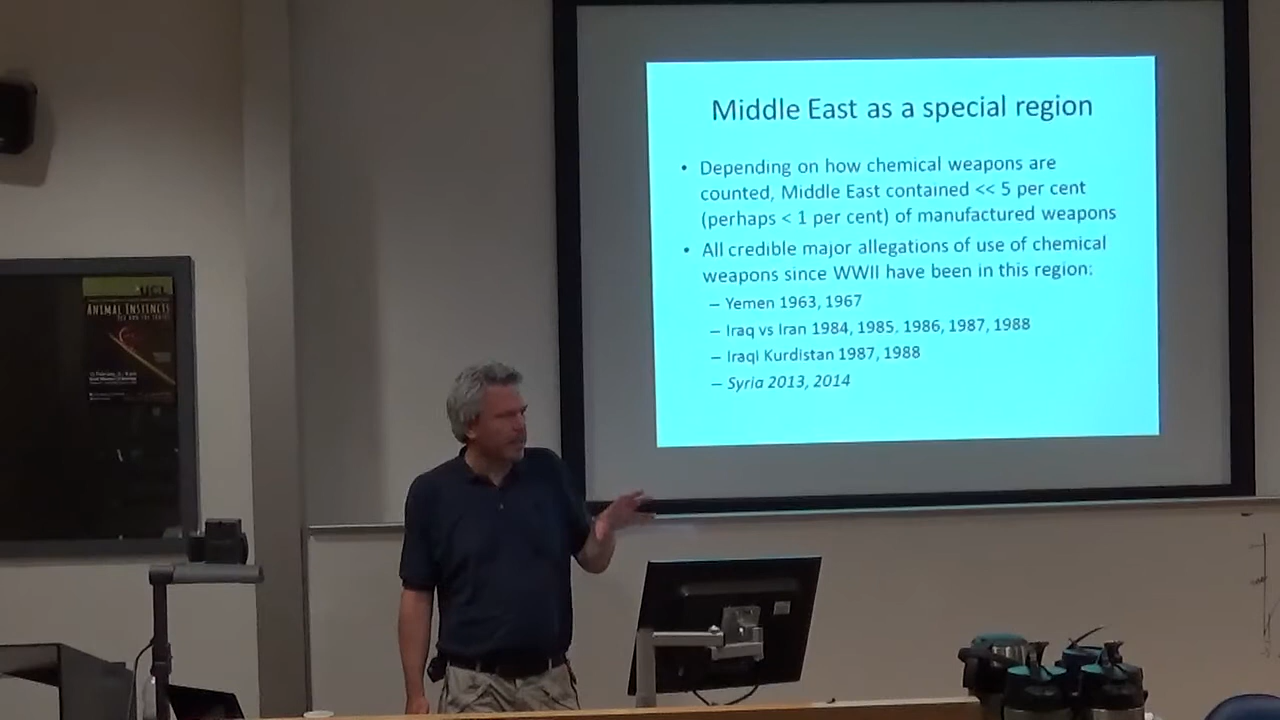 Middle East as a special region
• Depending on how chemical weapons are
counted, Middle East contained << 5 per cent
(perhaps < 1 per cent) of manufactured weapons
• All credible major allegations of use of chemical
weapons since WWII have been in this region:
– Yemen 1963, 1967
– Iraq vs Iran 1984, 1985. 1986, 1987, 1988
– Iraqi Kurdistan 1987, 1988
– Syria 2013, 2014
UCL
ANIMAL INSTINCTS